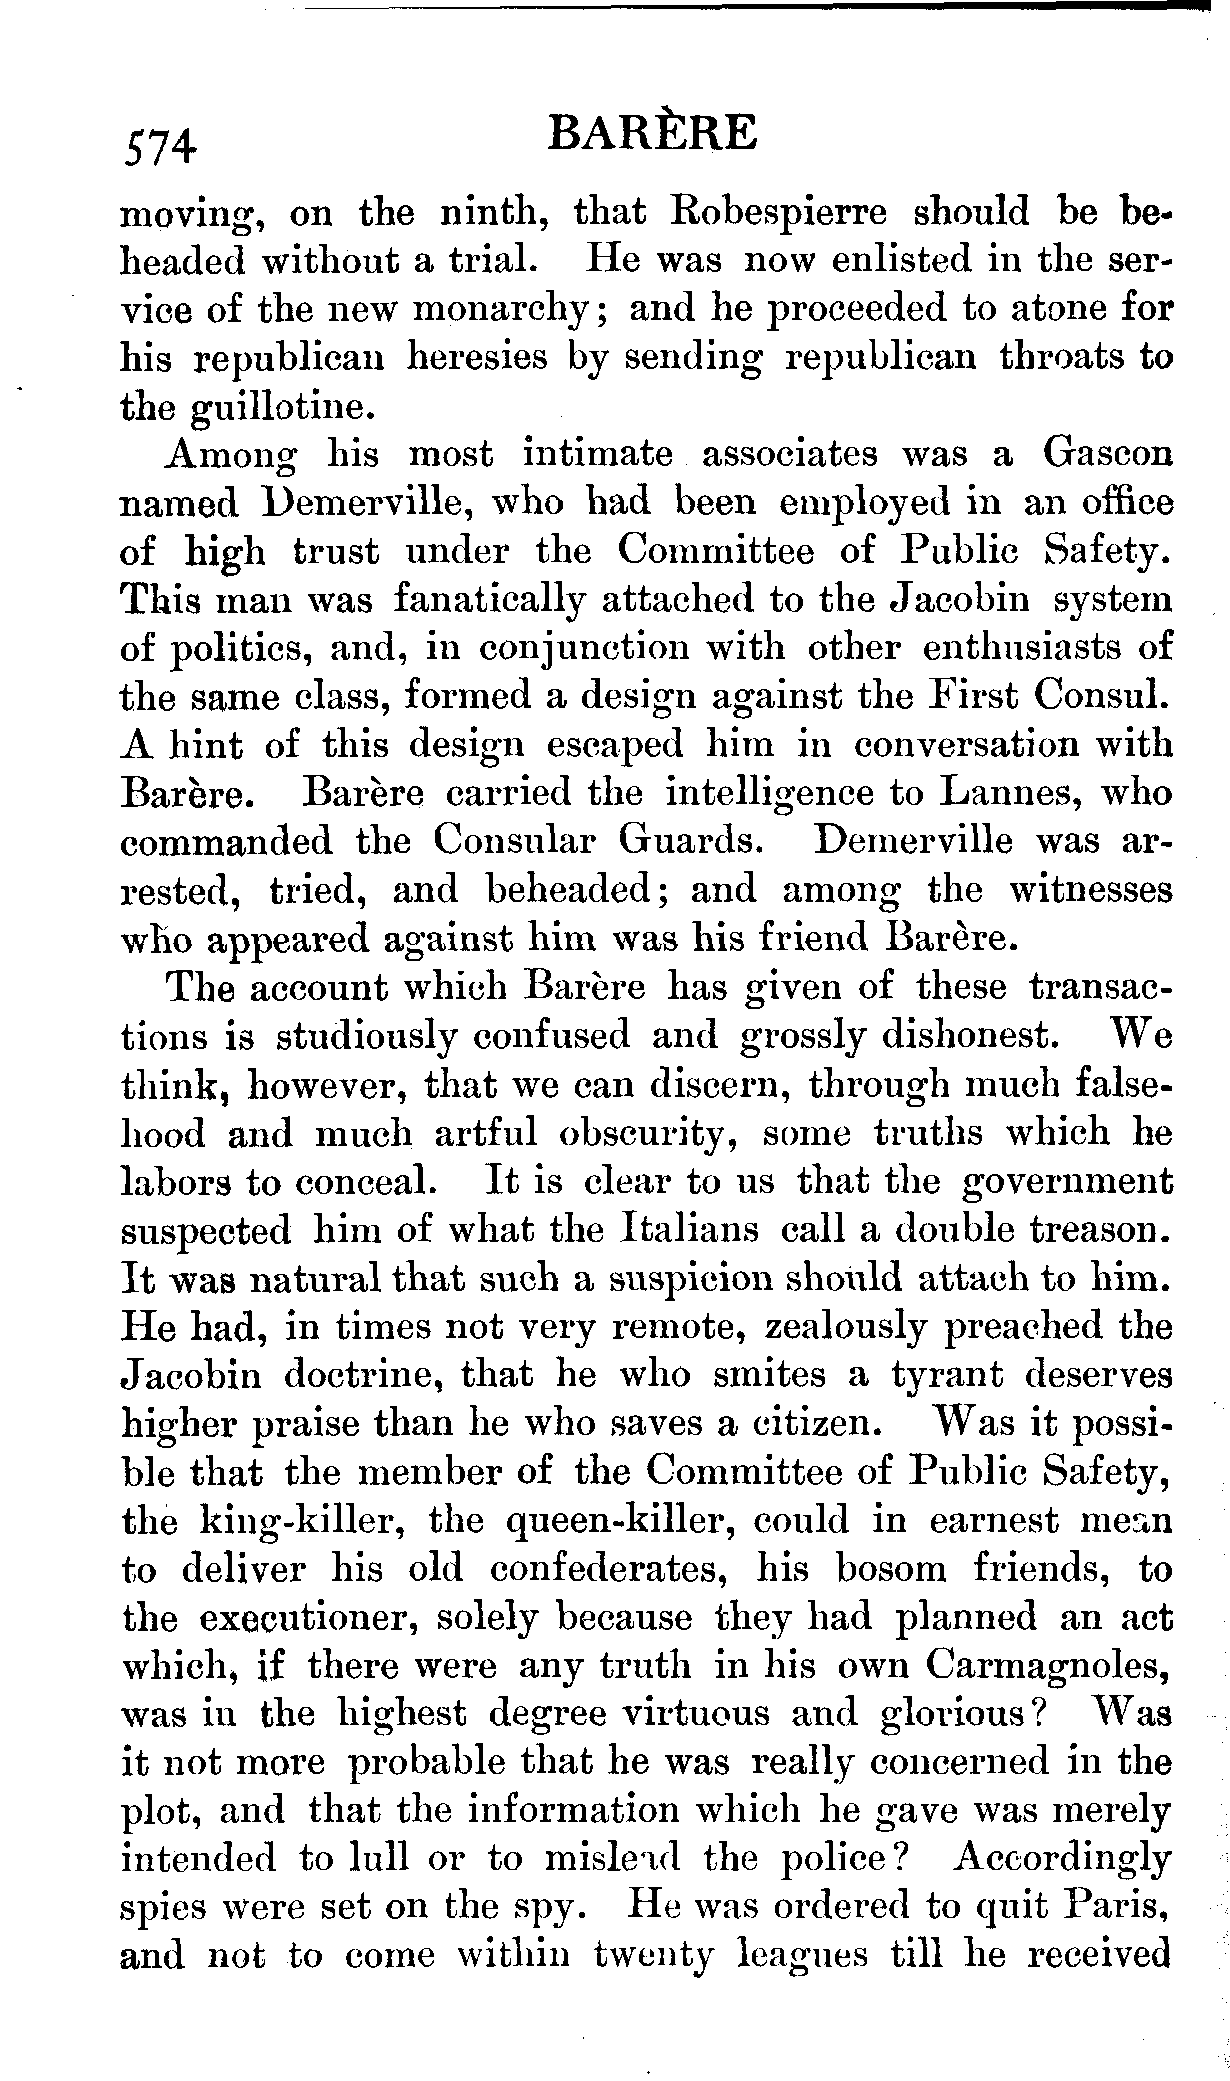 574
BARÈRE
moving, on the ninth, that Robespierre should be be-
headed without a trial. He was now enlisted in the ser-
vice of the new monarchy; and he proceeded to atone for
his republican heresies by sending republican throats to
the guillotine.
Among his most intimate associates was a Gascon
named Demerville, who had been employed in an office
of high trust under the Committee of Public Safety.
This man was fanatically attached to the Jacobin system
of politics, and, in conjunction with other enthusiasts of
the same class, formed a design against the First Consul.
A hint of this design escaped him in conversation with
Barère. Barère carried the intelligence to Lannes, who
commanded the Consular Guards. Demerville was ar-
rested, tried, and beheaded; and among the witnesses
who appeared against him was his friend Barère.
The account which Barère has given of these transac-
tions is studiously confused and grossly dishonest. We
think, however, that we can discern, through much false-
hood and much artful obscurity, some truths which he
labors to conceal. It is clear to us that the government
suspected him of what the Italians call a double treason.
It was natural that such a suspicion should attach to him.
He had, in times not very remote, zealously preached the
Jacobin doctrine, that he who smites a tyrant deserves
higher praise than he who saves a citizen. Was it possi-
ble that the member of the Committee of Public Safety,
the king-killer, the queen-killer, could in earnest mean
to deliver his old confederates, his bosom friends, to
the executioner, solely because they had planned an act
which, if there were any truth in his own Carmagnoles,
was in the highest degree virtuous and glorious? Was
it not more probable that he was really concerned in the
plot, and that the information which he gave was merely
intended to lull or to mislead the police? Accordingly
spies were set on the spy. He was ordered to quit Paris,
and not to come within twenty leagues till he received